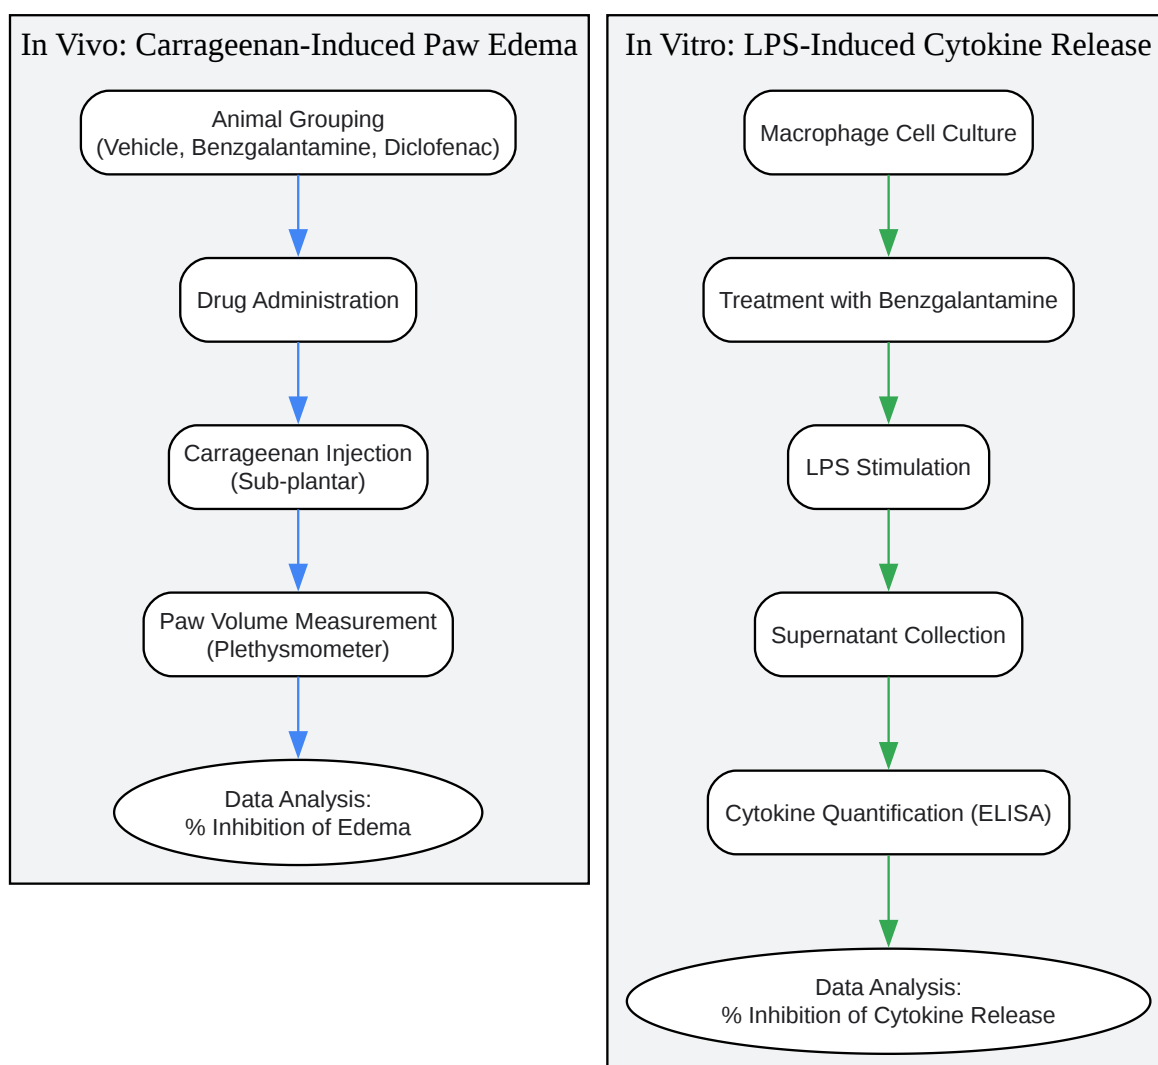 In Vivo: Carrageenan-Induced Paw Edema
Animal Grouping
(Vehicle, Benzgalantamine, Diclofenac)
Drug Administration
Carrageenan Injection
(Sub-plantar)
Paw Volume Measurement
(Plethysmometer)
Data Analysis:
% Inhibition of Edema
In Vitro: LPS-Induced Cytokine Release
Macrophage Cell Culture
Treatment with Benzgalantamine
LPS Stimulation
Supernatant Collection
Cytokine Quantification (ELISA)
Data Analysis:
% Inhibition of Cytokine Release